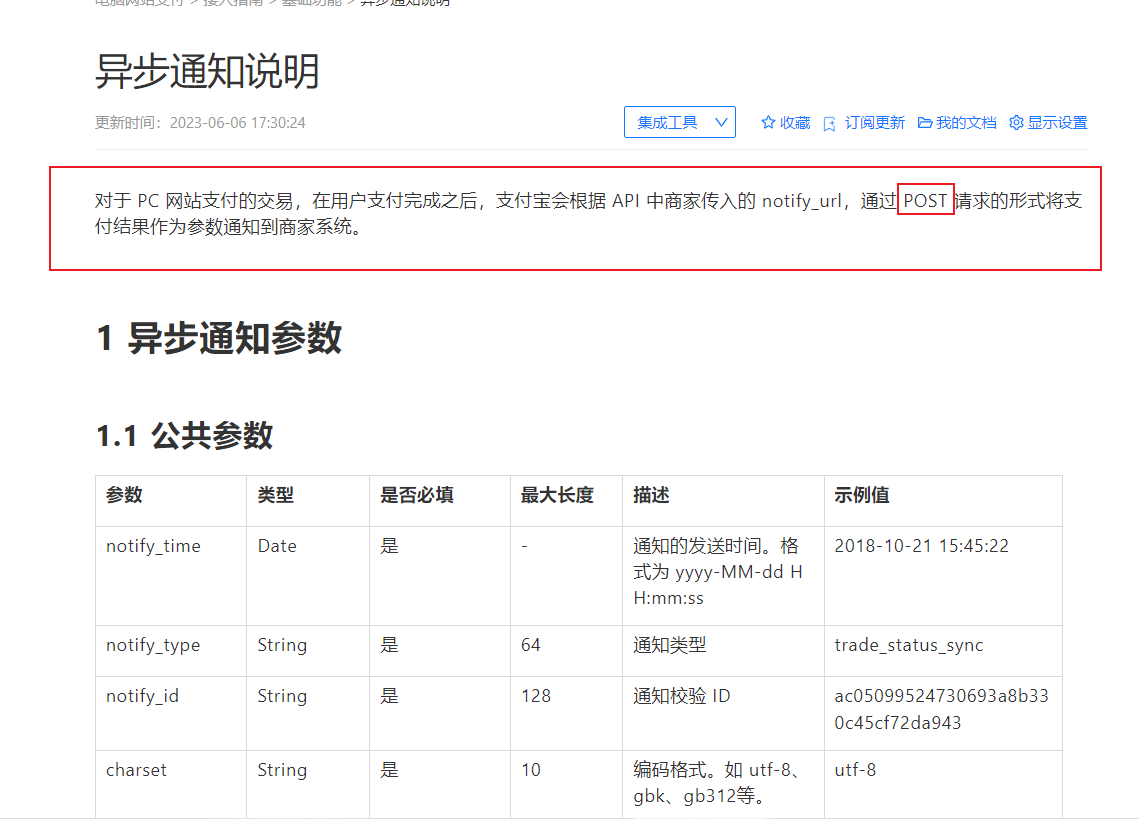 电脑网站支付 > 接入指南 > 基础功能 > 异步通知说明
异步通知说明
更新时间：2023-06-06 17:30:24
集成工具
收藏
订阅更新
我的文档
显示设置
对于 PC 网站支付的交易，在用户支付完成之后，支付宝会根据 API 中商家传入的 notify_url，通过 POST 请求的形式将支
付结果作为参数通知到商家系统。
1 异步通知参数
1.1 公共参数
参数 类型 是否必填 最大长度 描述 示例值
notify_time Date 是 - 通知的发送时间。格 2018-10-21 15:45:22
式为 yyyy-MM-dd H
H:mm:ss
notify_type String 是 64 通知类型 trade_status_sync
notify_id String 是 128 通知校验 ID ac05099524730693a8b33
0c45cf72da943
charset String 是 10 编码格式。如 utf-8、 utf-8
gbk、gb312等。